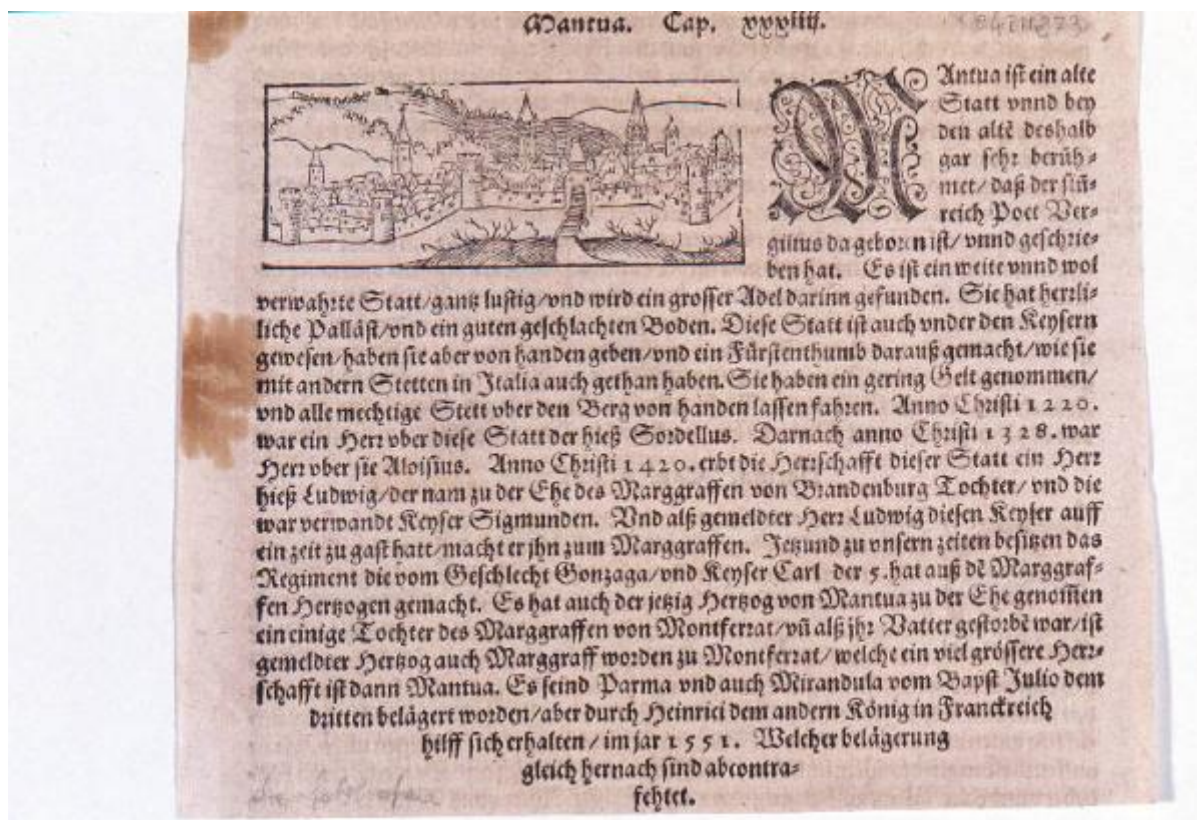 Mantua. Cap. xxxiiij.
MAntua ist ein alte
Statt vnnd bey
den altē deshalb
gar sehr berüh⸗
met/ daß der siñ⸗
reich Poet Ver⸗
gilius da geboren ist/ vnnd geschrie⸗
ben hat. Es ist ein weite vnnd wol
verwahrte Statt/ gantz lustig/ vnd wird ein grosser Adel darinn gefunden. Sie hat herrli⸗
liche Palläst/ vnd ein guten geschlachten Boden. Diese Statt ist auch vnder den Keysern
gewesen/ haben sie aber von handen geben/ vnd ein Fürstenthumb darauß gemacht/ wie sie
mit andern Stetten in Italia auch gethan haben. Sie haben ein gering Gelt genommen/
vnd alle mechtige Stett vber den Berg von handen lassen fahren. Anno Christi 1220.
war ein Herr vber diese Statt der hieß Sordellus. Darnach anno Christi 1328. war
Herr vber sie Aloisius. Anno Christi 1420. erbt die Herrschafft dieser Statt ein Herr
hieß Ludwig/ der nam zu der Ehe des Marggraffen von Brandenburg Tochter/ vnd die
war verwandt Keyser Sigmunden. Vnd alß gemeldter Herr Ludwig diesen Keyser auff
ein zeit zu gast hatt/ macht er jhn zum Marggraffen. Jetzund zu vnsern zeiten besitzen das
Regiment die vom Geschlecht Gonzaga/ vnd Keyser Carl der 5. hat auß dē Marggraf⸗
fen Hertzogen gemacht. Es hat auch der jetzig Hertzog von Mantua zu der Ehe genom̃en
ein einige Tochter des Marggraffen von Montferrat/ vñ alß jhr Vatter gestorbē war/ ist
gemeldter Hertzog auch Marggraff worden zu Montferrat/ welche ein viel grössere Herr⸗
schafft ist dann Mantua. Es seind Parma vnd auch Mirandula vom Bapst Julio dem
dritten belägert worden/ aber durch Heinrici dem andern König in Franckreich
hilff sich erhalten/ im jar 1551. Welcher belägerung
gleich hernach sind abcontra⸗
fehtet.